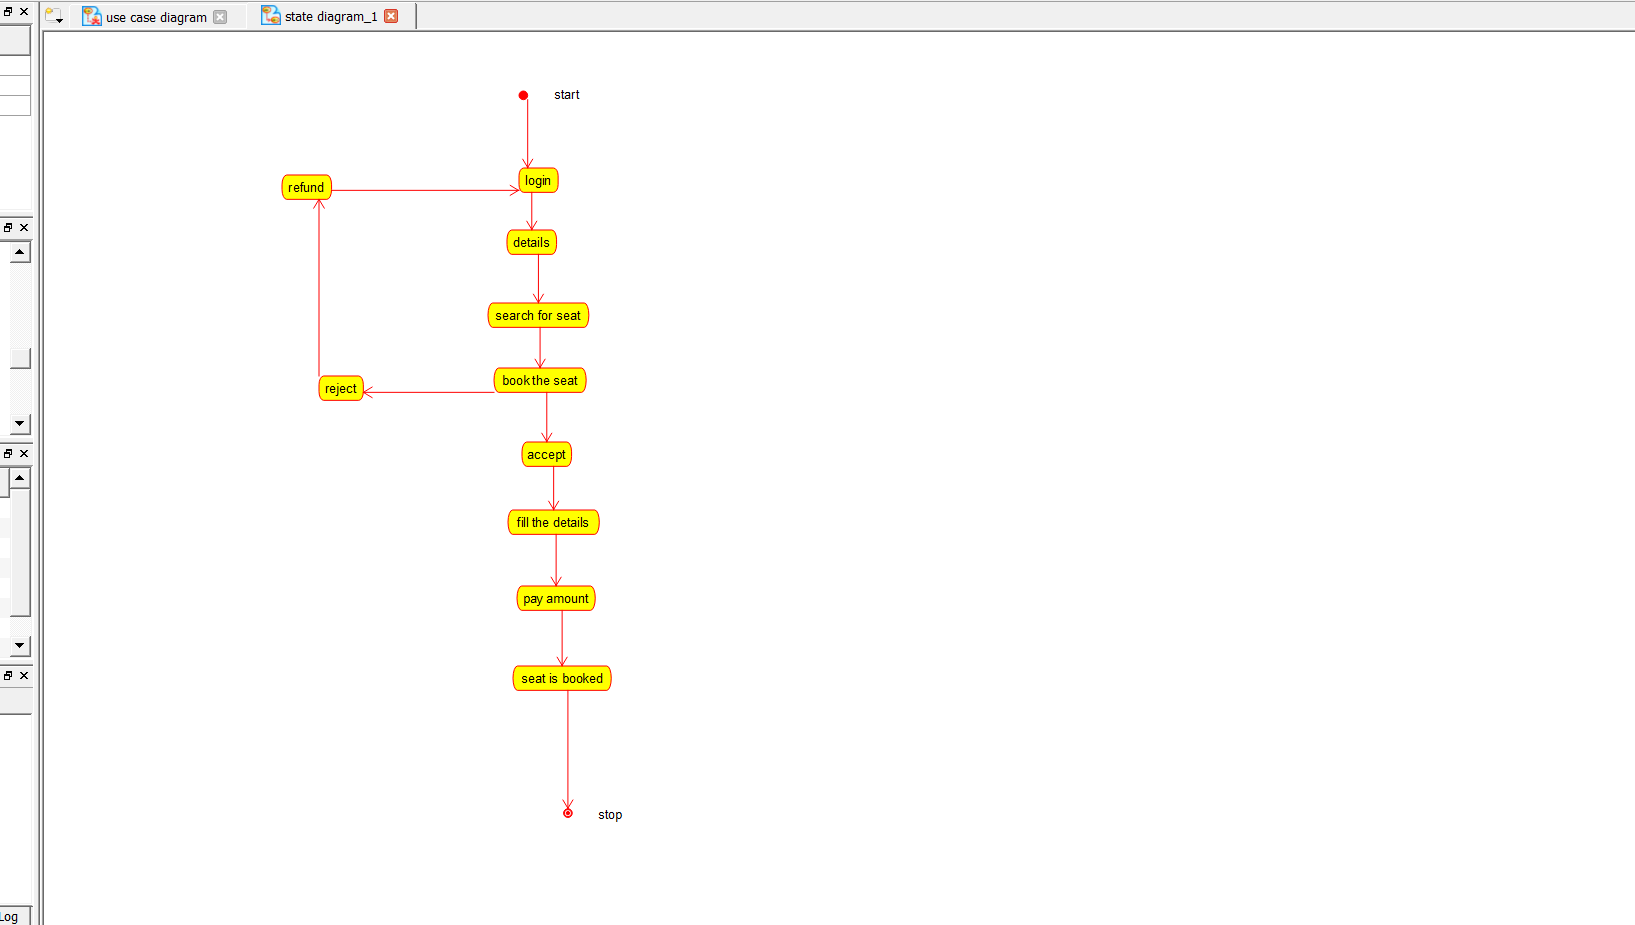 use case diagram
state diagram_1
start
login
refund
details
search for seat
book the seat
reject
accept
fill the details
pay amount
seat is booked
stop
Log